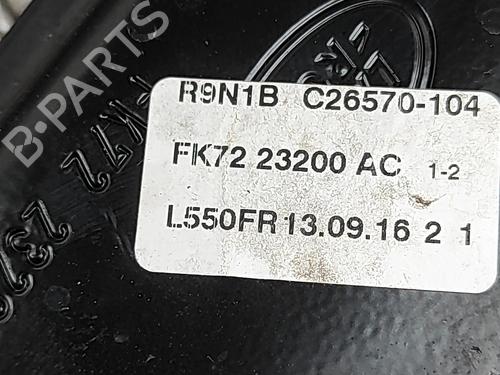 B-PARTS
R9N1B C26570-104
FK72 23200 AC 1-2
L550FR 13.09.16 2 1